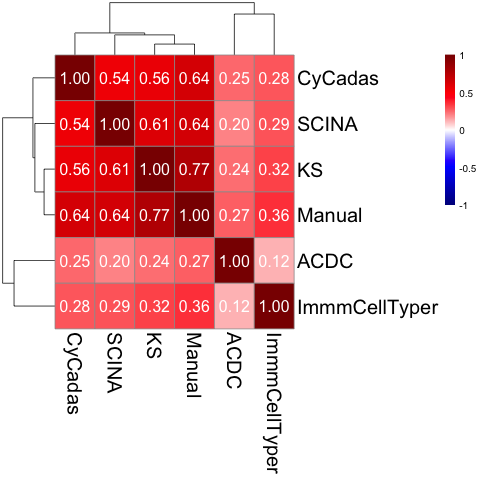 1.00 0.54 0.56 0.64 0.25 0.28 CyCadas
0.54 1.00 0.61 0.64 0.20 0.29 SCINA
0.56 0.61 1.00 0.77 0.24 0.32 KS
0.64 0.64 0.77 1.00 0.27 0.36 Manual
0.25 0.20 0.24 0.27 1.00 0.12 ACDC
0.28 0.29 0.32 0.36 0.12 1.00 ImmmCellTyper
CyCadas
SCINA
KS
Manual
ACDC
ImmmCellTyper
1
0.5
0
-0.5
-1